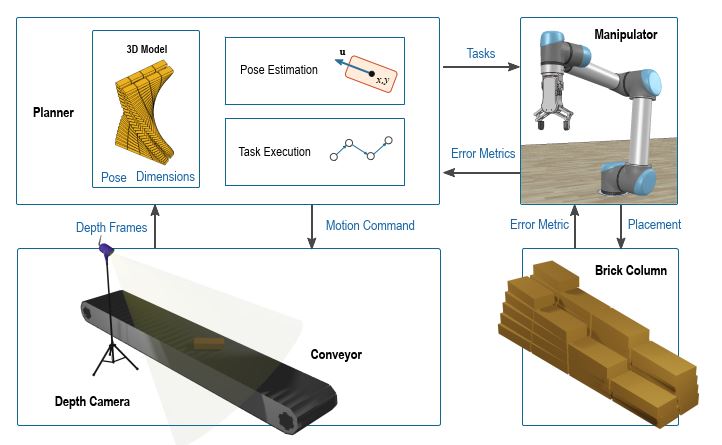 3D Model
Planner
Pose Dimensions
Pose Estimation
u
x,y
Task Execution
Tasks
Error Metrics
Manipulator
Depth Frames
Motion Command
Error Metric
Placement
Conveyor
Depth Camera
Brick Column